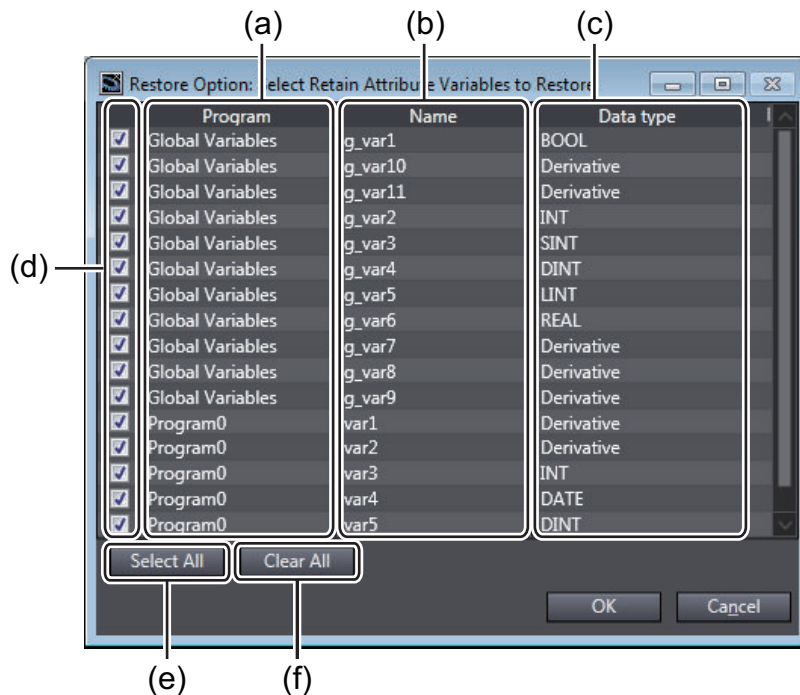 (a) (b) (c)
Restore Option: Select Retain Attribute Variables to Restore
Program Name Data type
Global Variables g_var1 BOOL
Global Variables g_var10 Derivative
Global Variables g_var11 Derivative
Global Variables g_var2 INT
Global Variables g_var3 SINT
(d) Global Variables g_var4 DINT
Global Variables g_var5 LINT
Global Variables g_var6 REAL
Global Variables g_var7 Derivative
Global Variables g_var8 Derivative
Global Variables g_var9 Derivative
Program0 var1 Derivative
Program0 var2 Derivative
Program0 var3 INT
Program0 var4 DATE
Program0 var5 DINT
Select All Clear All
OK Cancel
(e) (f)